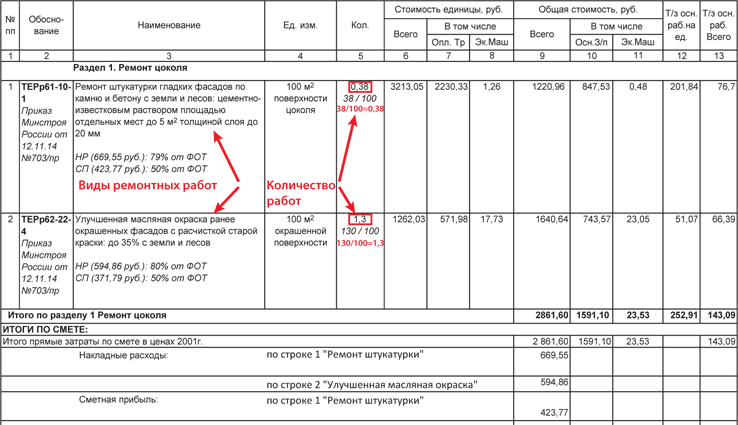 № пп
Обосно-
вание
Наименование
Ед. изм.
Кол.
Стоимость единицы, руб.
Общая стоимость, руб.
Т/з осн. раб.на ед.
Т/з осн. раб. Всего
Всего
В том числе
Всего
В том числе
Опл. Тр
Эк.Маш
Осн.З/п
Эк.Маш
1 2 3 4 5 6 7 8 9 10 11 12 13
Раздел 1. Ремонт цоколя
1
ТЕРр61-10-
1
Приказ
Минстроя
России от
12.11.14
№703/пр
Ремонт штукатурки гладких фасадов по
камню и бетону с земли и лесов: цементно-
известковым раствором площадью
отдельных мест до 5 м2 толщиной слоя до
20 мм
НР (669,55 руб.): 79% от ФОТ
СП (423,77 руб.): 50% от ФОТ
100 м2
поверхности
цоколя
0,38
38 / 100
38/100=0,38
3213,05 2230,33 1,26 1220,96 847,53 0,48 201,84 76,7
Виды ремонтных работ
Количество
работ
2
ТЕРр62-22-
4
Приказ
Минстроя
России от
12.11.14
№703/пр
Улучшенная масляная окраска ранее
окрашенных фасадов с расчисткой старой
краски: до 35% с земли и лесов
НР (594,86 руб.): 80% от ФОТ
СП (371,79 руб.): 50% от ФОТ
100 м2
окрашенной
поверхности
1,3
130 / 100
130/100=1,3
1262,03 571,98 17,73 1640,64 743,57 23,05 51,07 66,39
Итого по разделу 1 Ремонт цоколя 2861,60 1591,10 23,53 252,91 143,09
ИТОГИ ПО СМЕТЕ:
Итого прямые затраты по смете в ценах 2001г. 2 861,60 1591,10 23,53 143,09
Накладные расходы: по строке 1 "Ремонт штукатурки" 669,55
по строке 2 "Улучшенная масляная окраска" 594,86
Сметная прибыль: по строке 1 "Ремонт штукатурки" 423,77